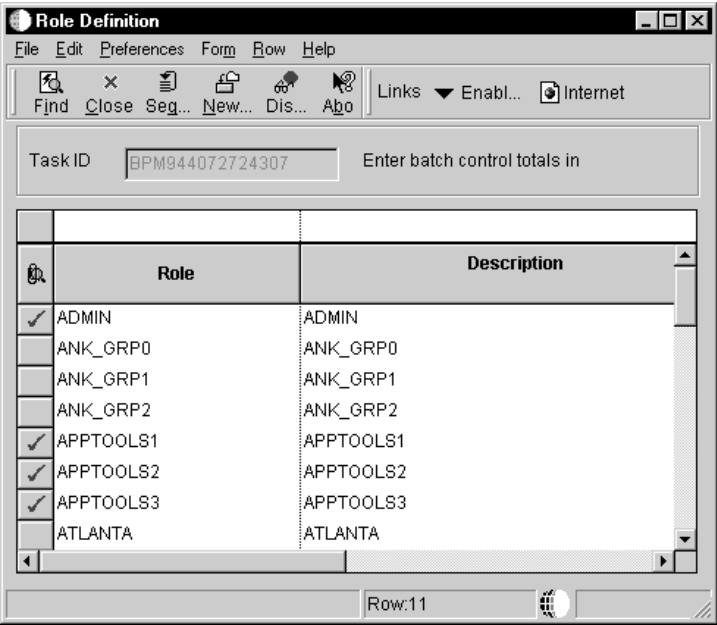 Role Definition
File Edit Preferences Form Row Help
Find Close Seq... New... Dis... Abo Links Enabl... Internet
Task ID BPM944072724307 Enter batch control totals in
Role Description
ADMIN ADMIN
ANK_GRP0 ANK_GRP0
ANK_GRP1 ANK_GRP1
ANK_GRP2 ANK_GRP2
APPTOOLS1 APPTOOLS1
APPTOOLS2 APPTOOLS2
APPTOOLS3 APPTOOLS3
ATLANTA ATLANTA
Row:11